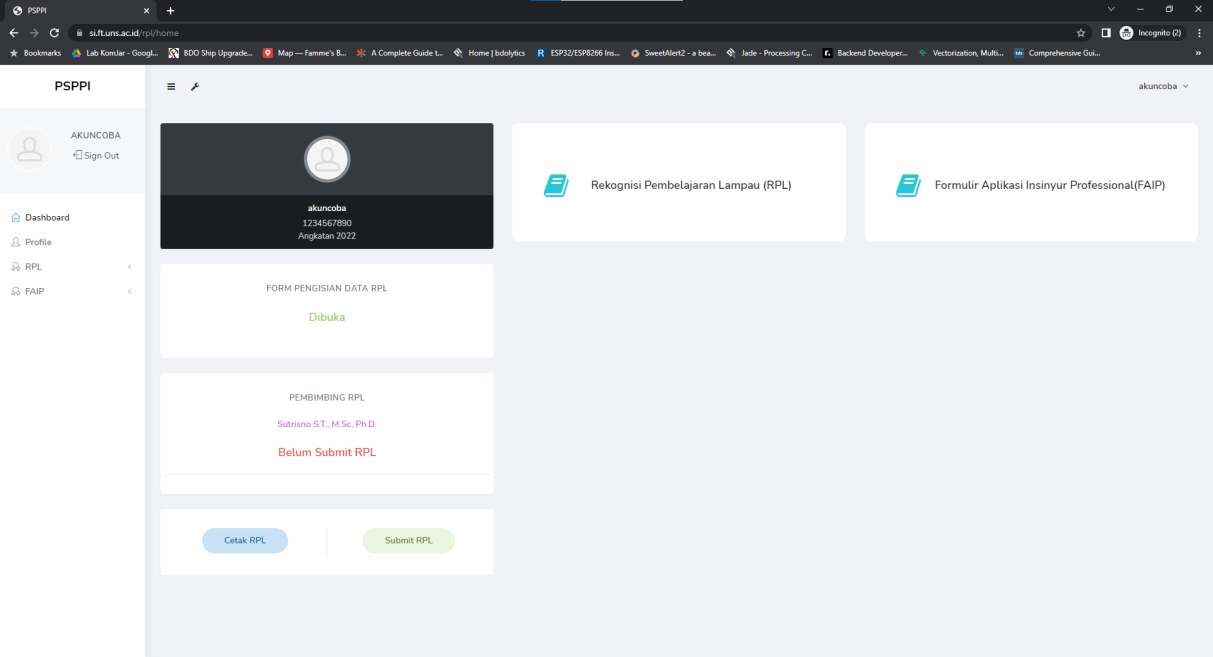 PSPPI
si.ft.uns.ac.id/rpl/home
Incognito (2)
Bookmarks
Lab KomJar - Googl...
BDO Ship Upgrade...
Map — Famme's B...
A Complete Guide t...
Home | bdolytics
ESP32/ESP8266 Ins...
SweetAlert2 - a bea...
Jade - Processing C...
Backend Developer...
Vectorization, Multi...
Comprehensive Gui...
PSPPI
akuncoba
AKUNCOBA
Sign Out
Dashboard
Profile
RPL
FAIP
akuncoba
1234567890
Angkatan 2022
Rekognisi Pembelajaran Lampau (RPL)
Formulir Aplikasi Insinyur Professional(FAIP)
FORM PENGISIAN DATA RPL
Dibuka
PEMBIMBING RPL
Sutrisno S.T., M.Sc, Ph.D.
Belum Submit RPL
Cetak RPL
Submit RPL